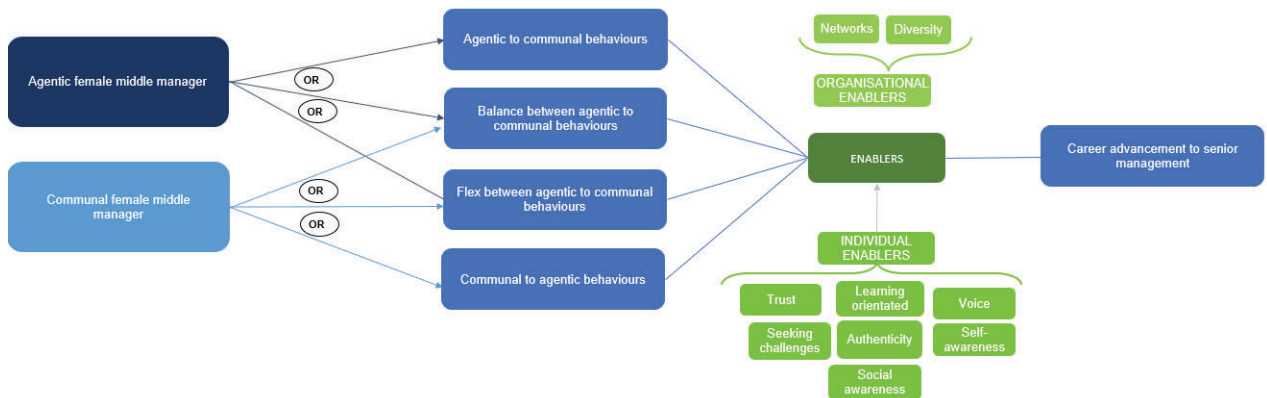 Agentic female middle manager
Communal female middle
manager
OR
OR
OR
OR
Agentic to communal behaviours
Balance between agentic to
communal behaviours
Flex between agentic to communal
behaviours
Communal to agentic behaviours
Networks
Diversity
ORGANISATIONAL
ENABLERS
ENABLERS
INDIVIDUAL
ENABLERS
Trust
Learning
orientated
Voice
Seeking
challenges
Authenticity
Self-
awareness
Social
awareness
Career advancement to senior
management